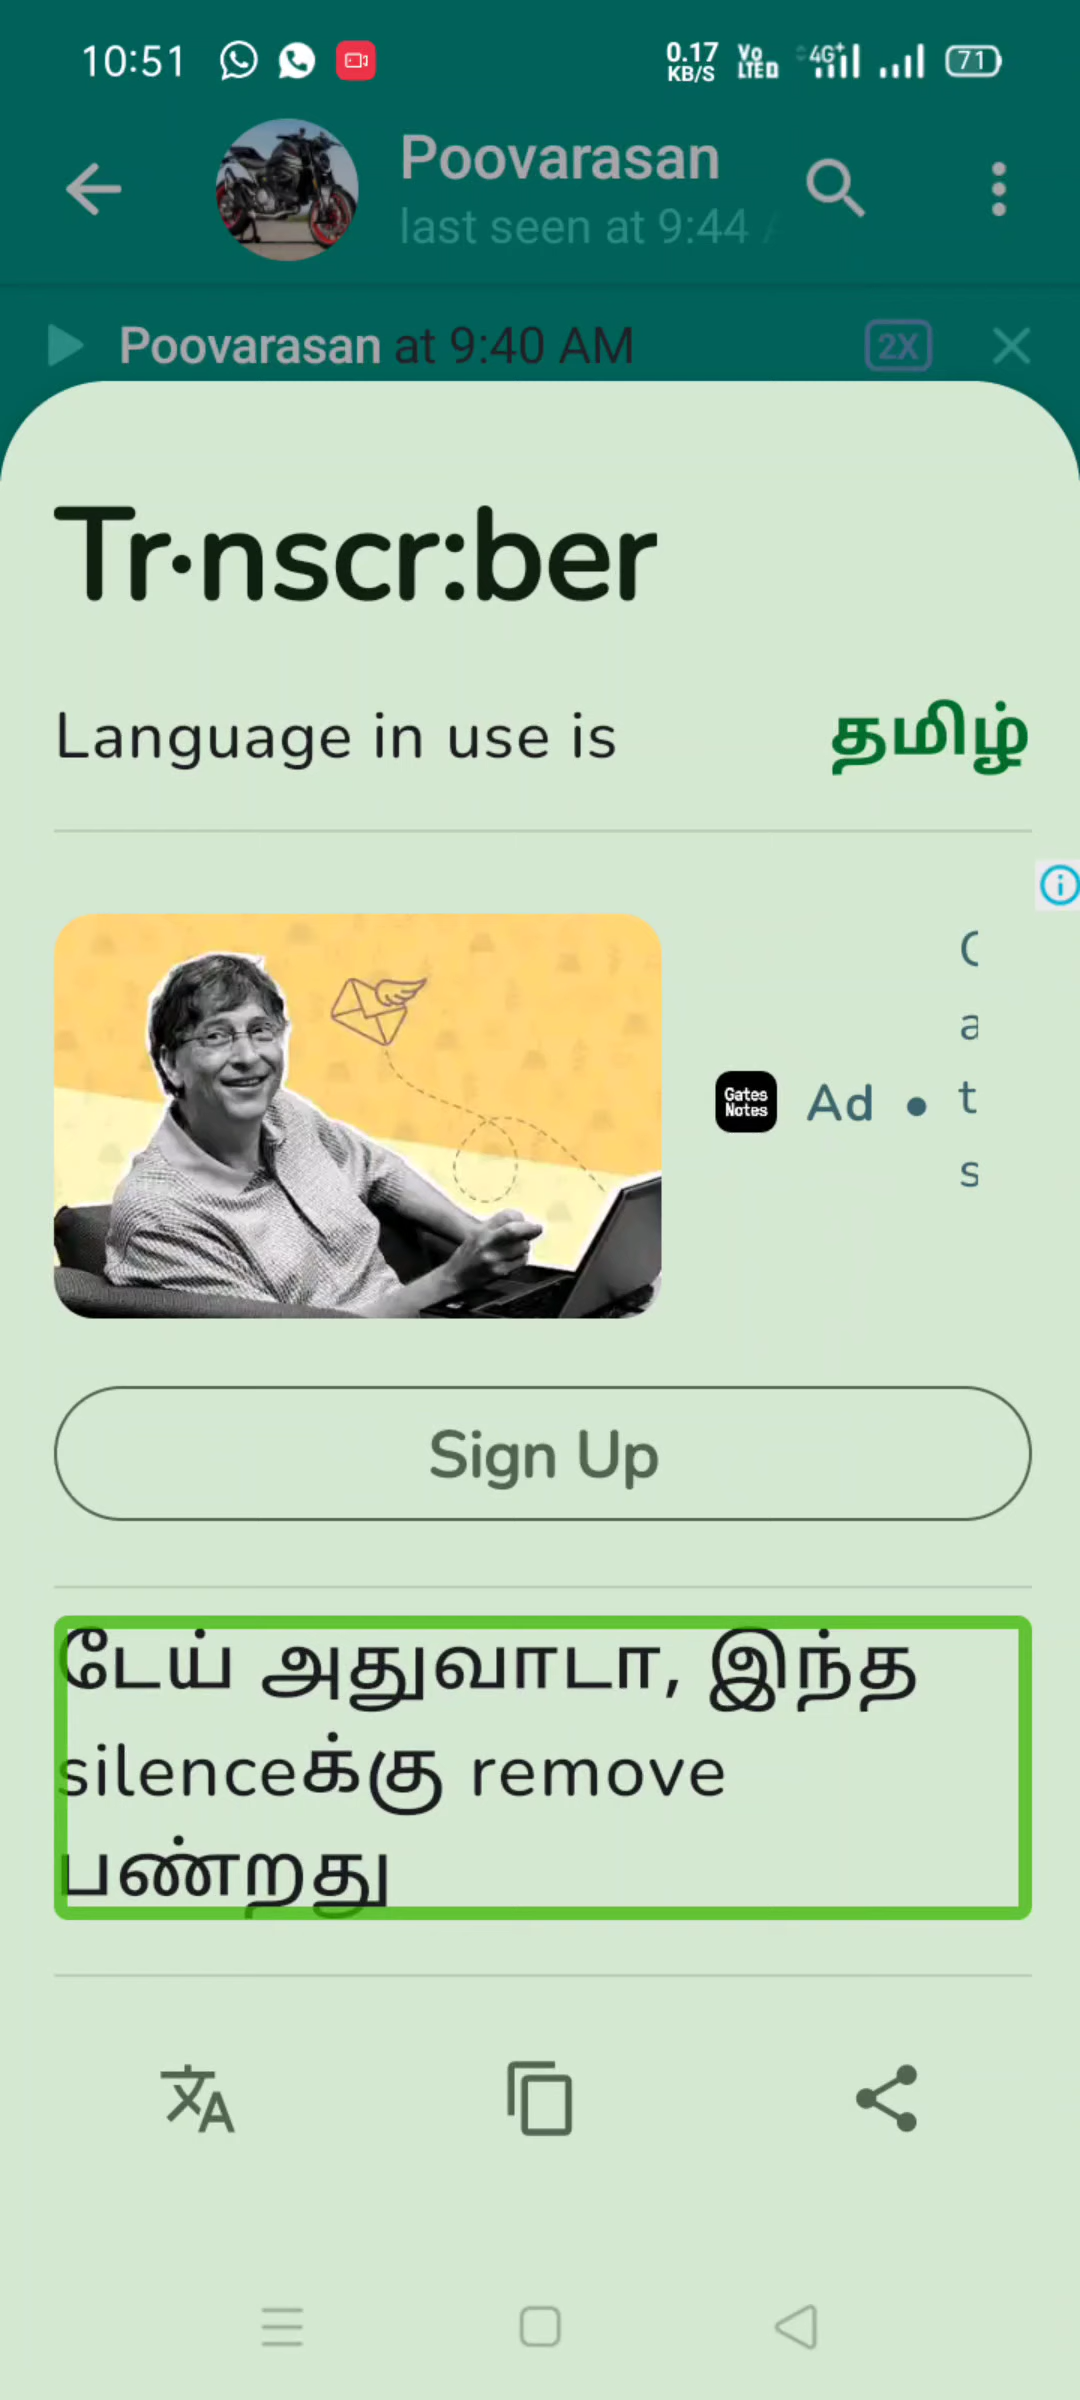 10:51
0.17
KB/S
Vo
LTE
4G+
71
Poovarasan
last seen at 9:44
Poovarasan at 9:40 AM
2X
Tr·nscr:ber
Language in use is
தமிழ்
Gates
Notes
Ad •
a
t
s
Sign Up
டேய் அதுவாடா, இந்த
silenceக்கு remove
பண்றது